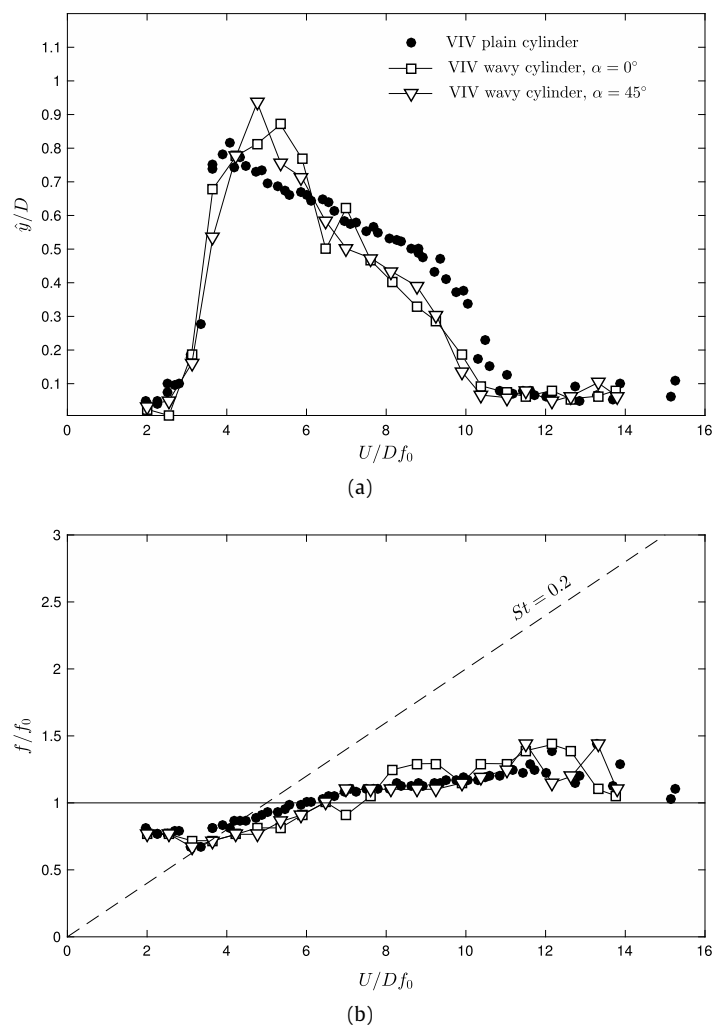 1.1
1
0.9
0.8
0.7
0.6
0.5
0.4
0.3
0.2
0.1
ŷ/D
VIV plain cylinder
VIV wavy cylinder, α = 0°
VIV wavy cylinder, α = 45°
0 2 4 6 8 10 12 14 16
U/Df₀
(a)
3
2.5
2
1.5
1
0.5
0
f/f₀
St = 0.2
0 2 4 6 8 10 12 14 16
U/Df₀
(b)